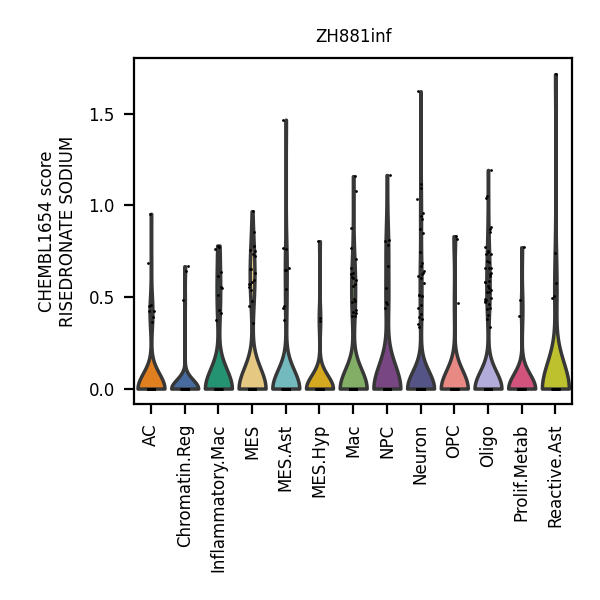 ZH881inf
CHEMBL1654 score
RISEDRONATE SODIUM
1.5
1.0
0.5
0.0
AC
Chromatin.Reg
Inflammatory.Mac
MES
MES.Ast
MES.Hyp
Mac
NPC
Neuron
OPC
Oligo
Prolif.Metab
Reactive.Ast